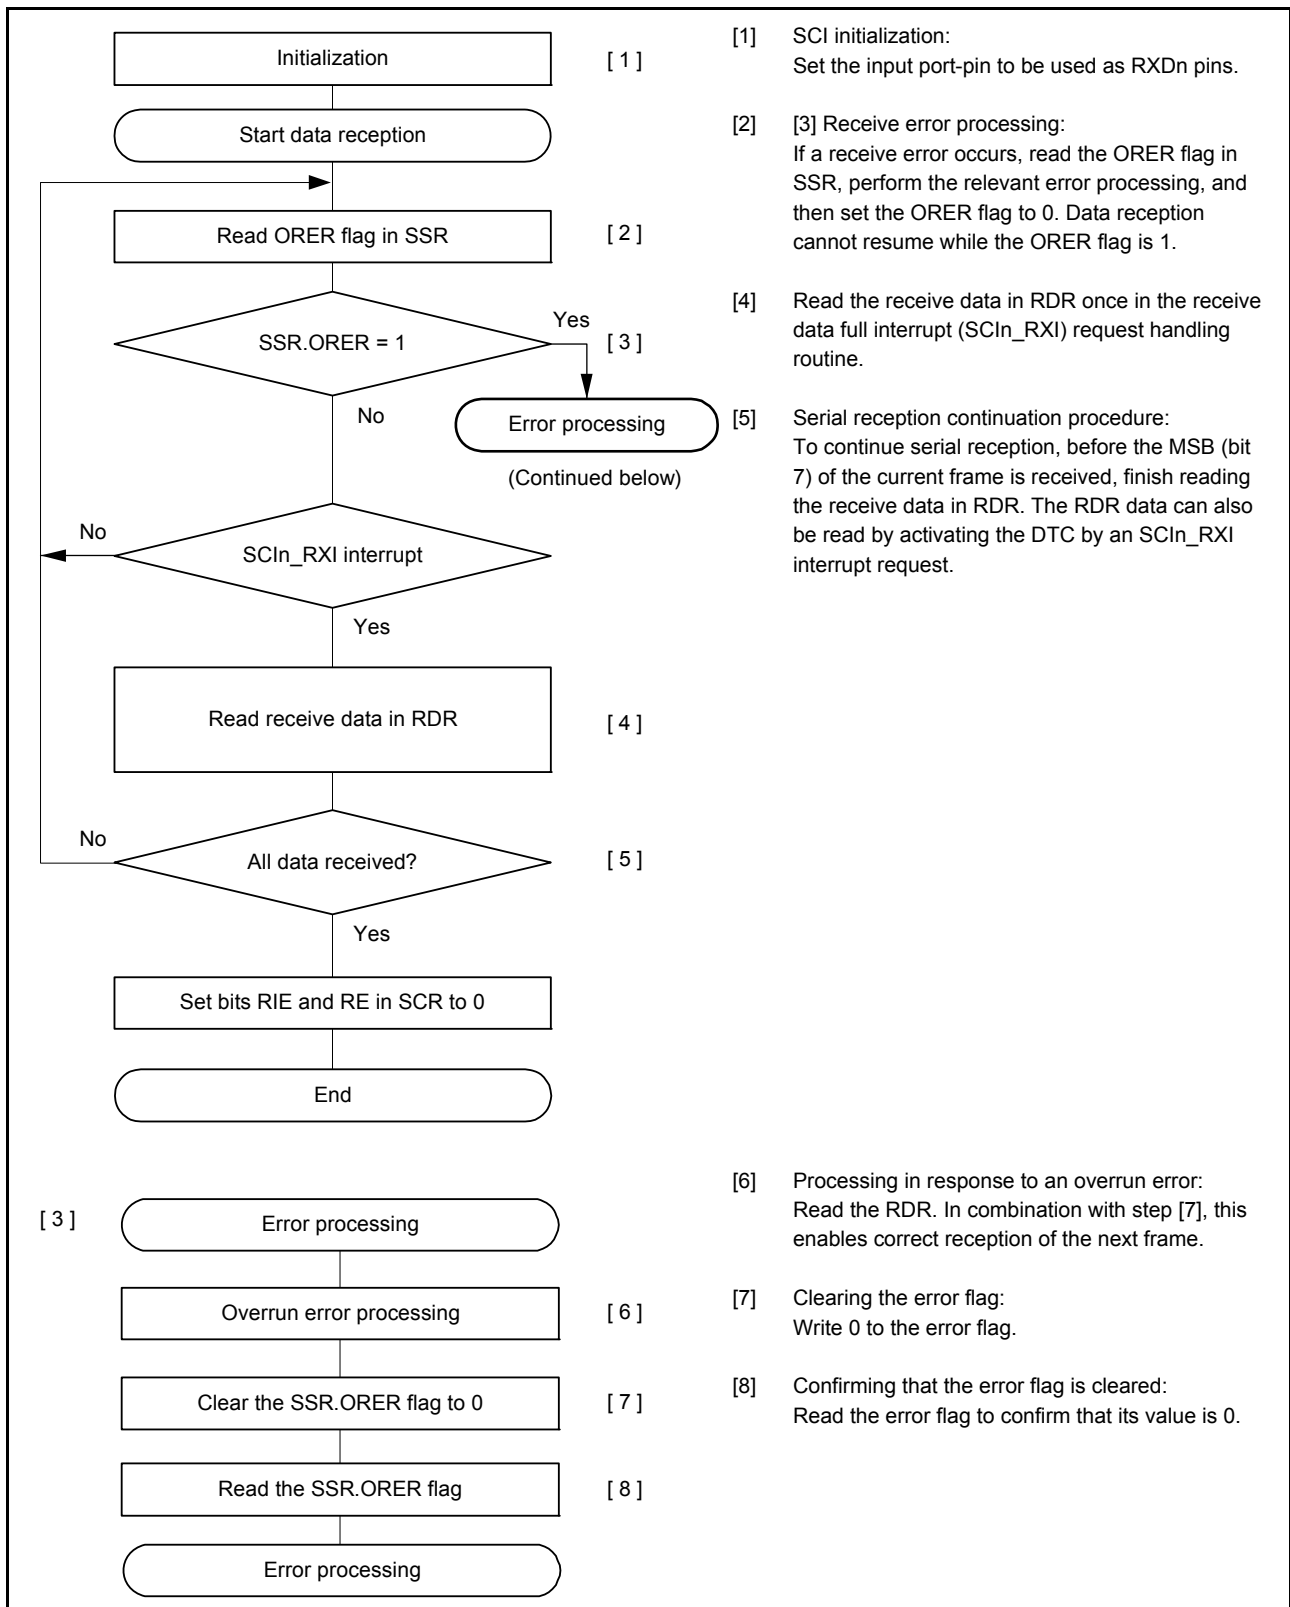 Initialization
[ 1 ]
Start data reception
Read ORER flag in SSR
[ 2 ]
SSR.ORER = 1
Yes
[ 3 ]
No
Error processing
(Continued below)
No
SCIn_RXI interrupt
Yes
Read receive data in RDR
[ 4 ]
No
All data received?
[ 5 ]
Yes
Set bits RIE and RE in SCR to 0
End
[1] SCI initialization:
Set the input port-pin to be used as RXDn pins.
[2] [3] Receive error processing:
If a receive error occurs, read the ORER flag in
SSR, perform the relevant error processing, and
then set the ORER flag to 0. Data reception
cannot resume while the ORER flag is 1.
[4] Read the receive data in RDR once in the receive
data full interrupt (SCIn_RXI) request handling
routine.
[5] Serial reception continuation procedure:
To continue serial reception, before the MSB (bit
7) of the current frame is received, finish reading
the receive data in RDR. The RDR data can also
be read by activating the DTC by an SCIn_RXI
interrupt request.
[ 3 ]
Error processing
Overrun error processing
[ 6 ]
Clear the SSR.ORER flag to 0
[ 7 ]
Read the SSR.ORER flag
[ 8 ]
Error processing
[6] Processing in response to an overrun error:
Read the RDR. In combination with step [7], this
enables correct reception of the next frame.
[7] Clearing the error flag:
Write 0 to the error flag.
[8] Confirming that the error flag is cleared:
Read the error flag to confirm that its value is 0.